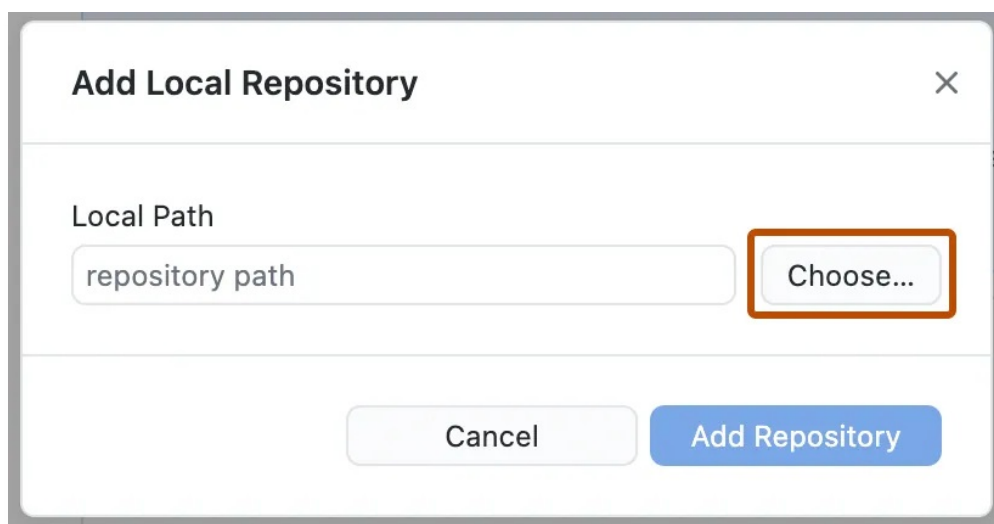 Add Local Repository
Local Path
repository path
Choose...
Cancel
Add Repository